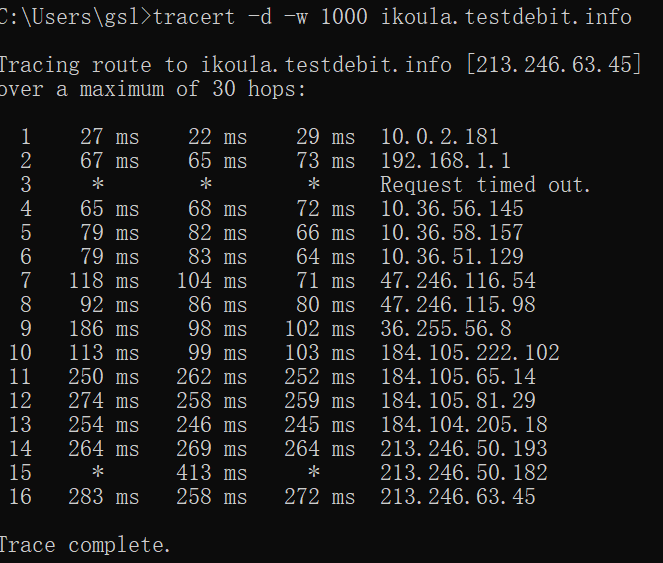 C:\Users\gsl>tracert -d -w 1000 ikoula.testdebit.info
Tracing route to ikoula.testdebit.info [213.246.63.45]
over a maximum of 30 hops:
1 27 ms 22 ms 29 ms 10.0.2.181
2 67 ms 65 ms 73 ms 192.168.1.1
3 * * * Request timed out.
4 65 ms 68 ms 72 ms 10.36.56.145
5 79 ms 82 ms 66 ms 10.36.58.157
6 79 ms 83 ms 64 ms 10.36.51.129
7 118 ms 104 ms 71 ms 47.246.116.54
8 92 ms 86 ms 80 ms 47.246.115.98
9 186 ms 98 ms 102 ms 36.255.56.8
10 113 ms 99 ms 103 ms 184.105.222.102
11 250 ms 262 ms 252 ms 184.105.65.14
12 274 ms 258 ms 259 ms 184.105.81.29
13 254 ms 246 ms 245 ms 184.104.205.18
14 264 ms 269 ms 264 ms 213.246.50.193
15 * 413 ms * 213.246.50.182
16 283 ms 258 ms 272 ms 213.246.63.45
Trace complete.